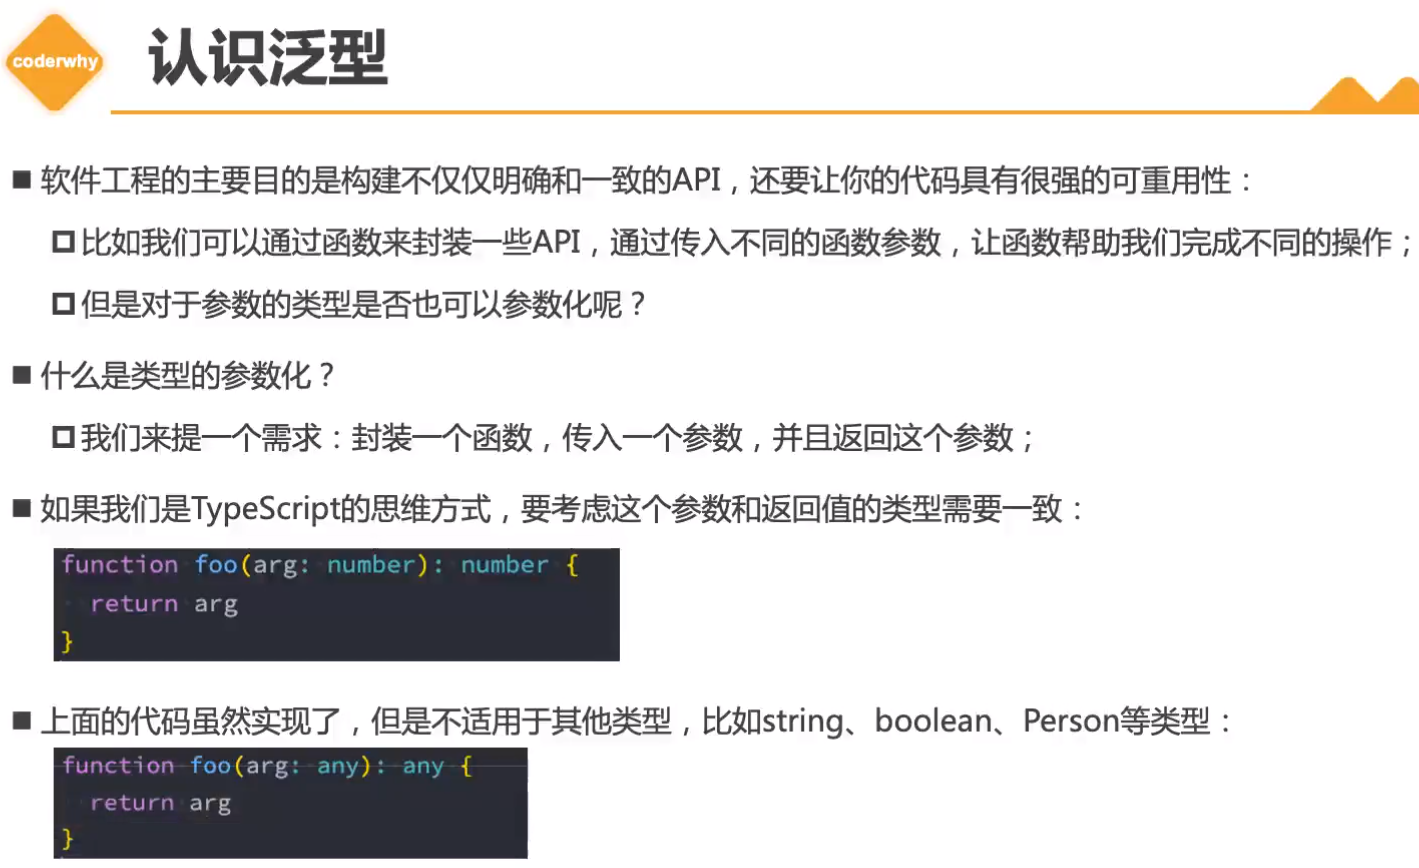 coderwhy
认识泛型
软件工程的主要目的是构建不仅仅明确和一致的API，还要让你的代码具有很强的可重用性：
比如我们可以通过函数来封装一些API，通过传入不同的函数参数，让函数帮助我们完成不同的操作；
但是对于参数的类型是否也可以参数化呢？
什么是类型的参数化？
我们来提一个需求：封装一个函数，传入一个参数，并且返回这个参数；
如果我们是TypeScript的思维方式，要考虑这个参数和返回值的类型需要一致：
function foo(arg: number): number {
  return arg
}
上面的代码虽然实现了，但是不适用于其他类型，比如string、boolean、Person等类型：
function foo(arg: any): any {
  return arg
}